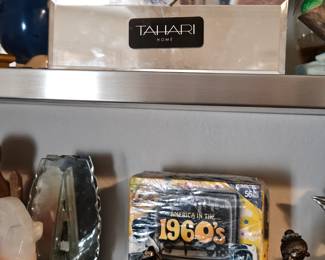 TAHARI
HOME
AMERICA IN THE
1960's